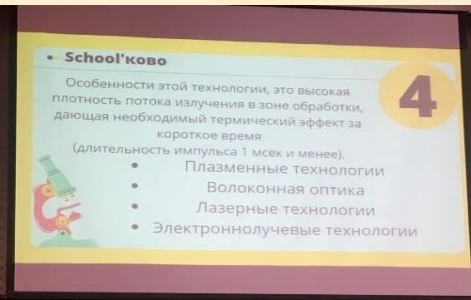 School'ково
4
Особенности этой технологии, это высокая
плотность потока излучения в зоне обработки,
дающая необходимый термический эффект за
короткое время
(длительность импульса 1 мсек и менее).
Плазменные технологии
Волоконная оптика
Лазерные технологии
Электроннолучевые технологии